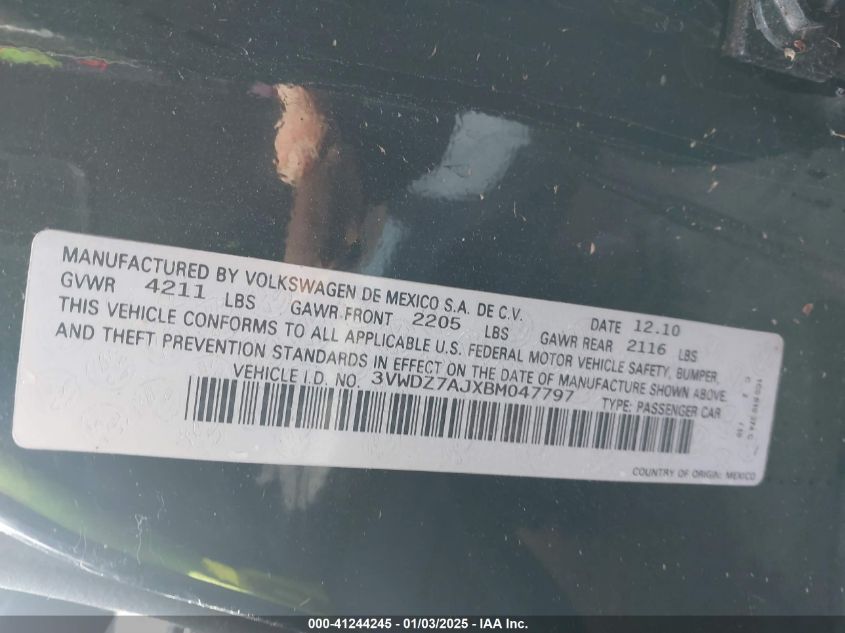 MANUFACTURED BY VOLKSWAGEN DE MEXICO S.A. DE C.V. DATE 12.10
GVWR 4211 LBS GAWR FRONT 2205 LBS GAWR REAR 2116 LBS
THIS VEHICLE CONFORMS TO ALL APPLICABLE U.S. FEDERAL MOTOR VEHICLE SAFETY, BUMPER,
AND THEFT PREVENTION STANDARDS IN EFFECT ON THE DATE OF MANUFACTURE SHOWN ABOVE.
VEHICLE I.D. NO. 3VWDZ7AJXBM047797 TYPE: PASSENGER CAR
COUNTRY OF ORIGIN: MEXICO
000-41244245 - 01/03/2025 - IAA Inc.